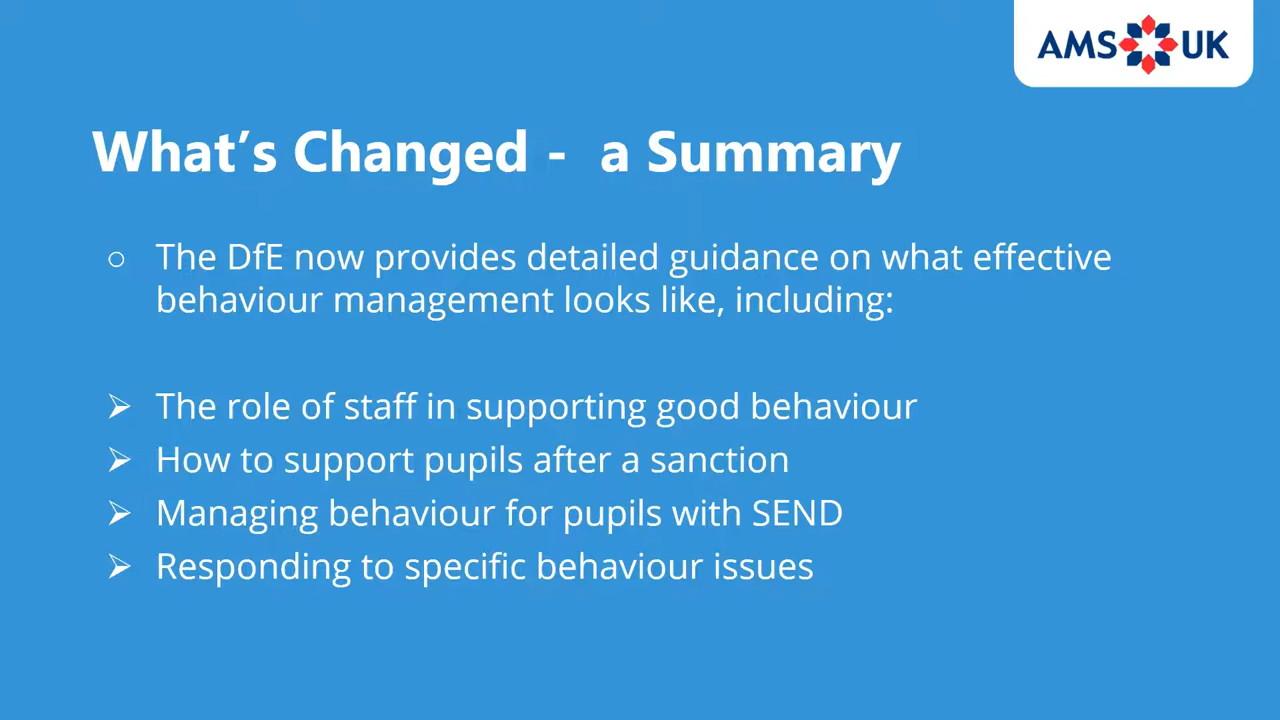 AMS UK
What’s Changed - a Summary
○ The DfE now provides detailed guidance on what effective
behaviour management looks like, including:
➢ The role of staff in supporting good behaviour
➢ How to support pupils after a sanction
➢ Managing behaviour for pupils with SEND
➢ Responding to specific behaviour issues